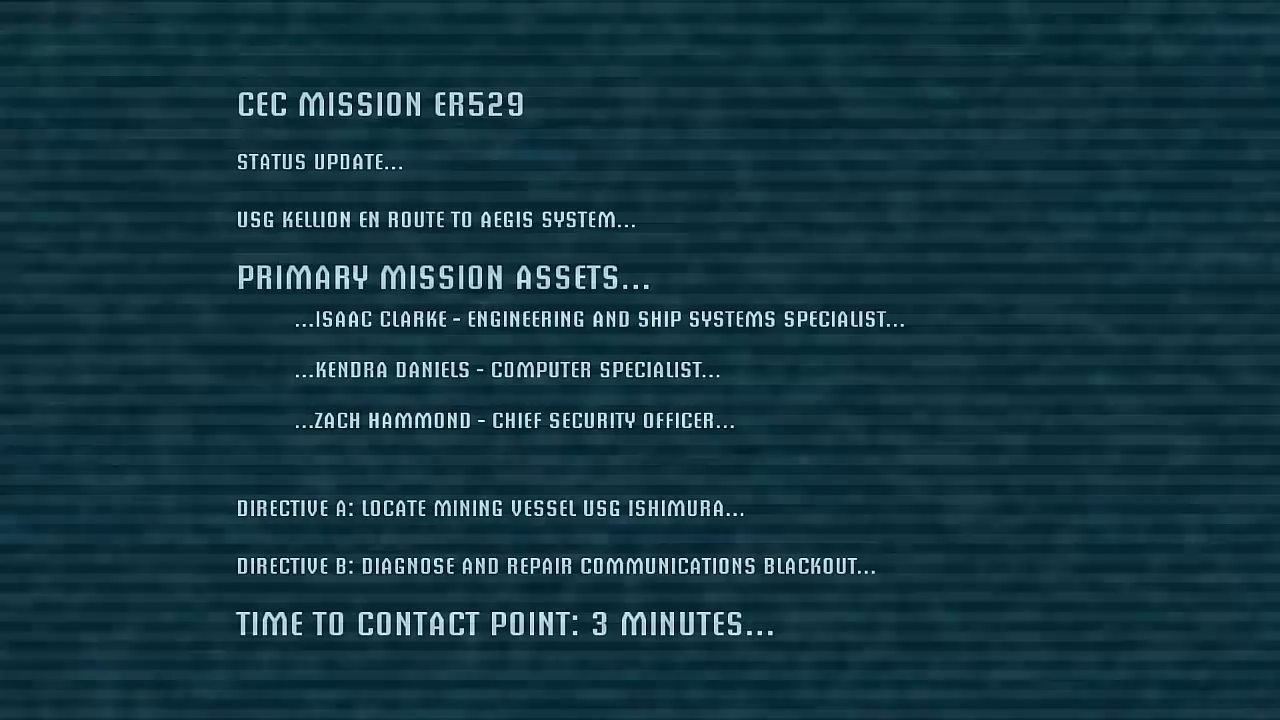 CEC MISSION ER529
STATUS UPDATE...
USG KELLION EN ROUTE TO AEGIS SYSTEM...
PRIMARY MISSION ASSETS...
...ISAAC CLARKE - ENGINEERING AND SHIP SYSTEMS SPECIALIST...
...KENDRA DANIELS - COMPUTER SPECIALIST...
...ZACH HAMMOND - CHIEF SECURITY OFFICER...
DIRECTIVE A: LOCATE MINING VESSEL USG ISHIMURA...
DIRECTIVE B: DIAGNOSE AND REPAIR COMMUNICATIONS BLACKOUT...
TIME TO CONTACT POINT: 3 MINUTES...